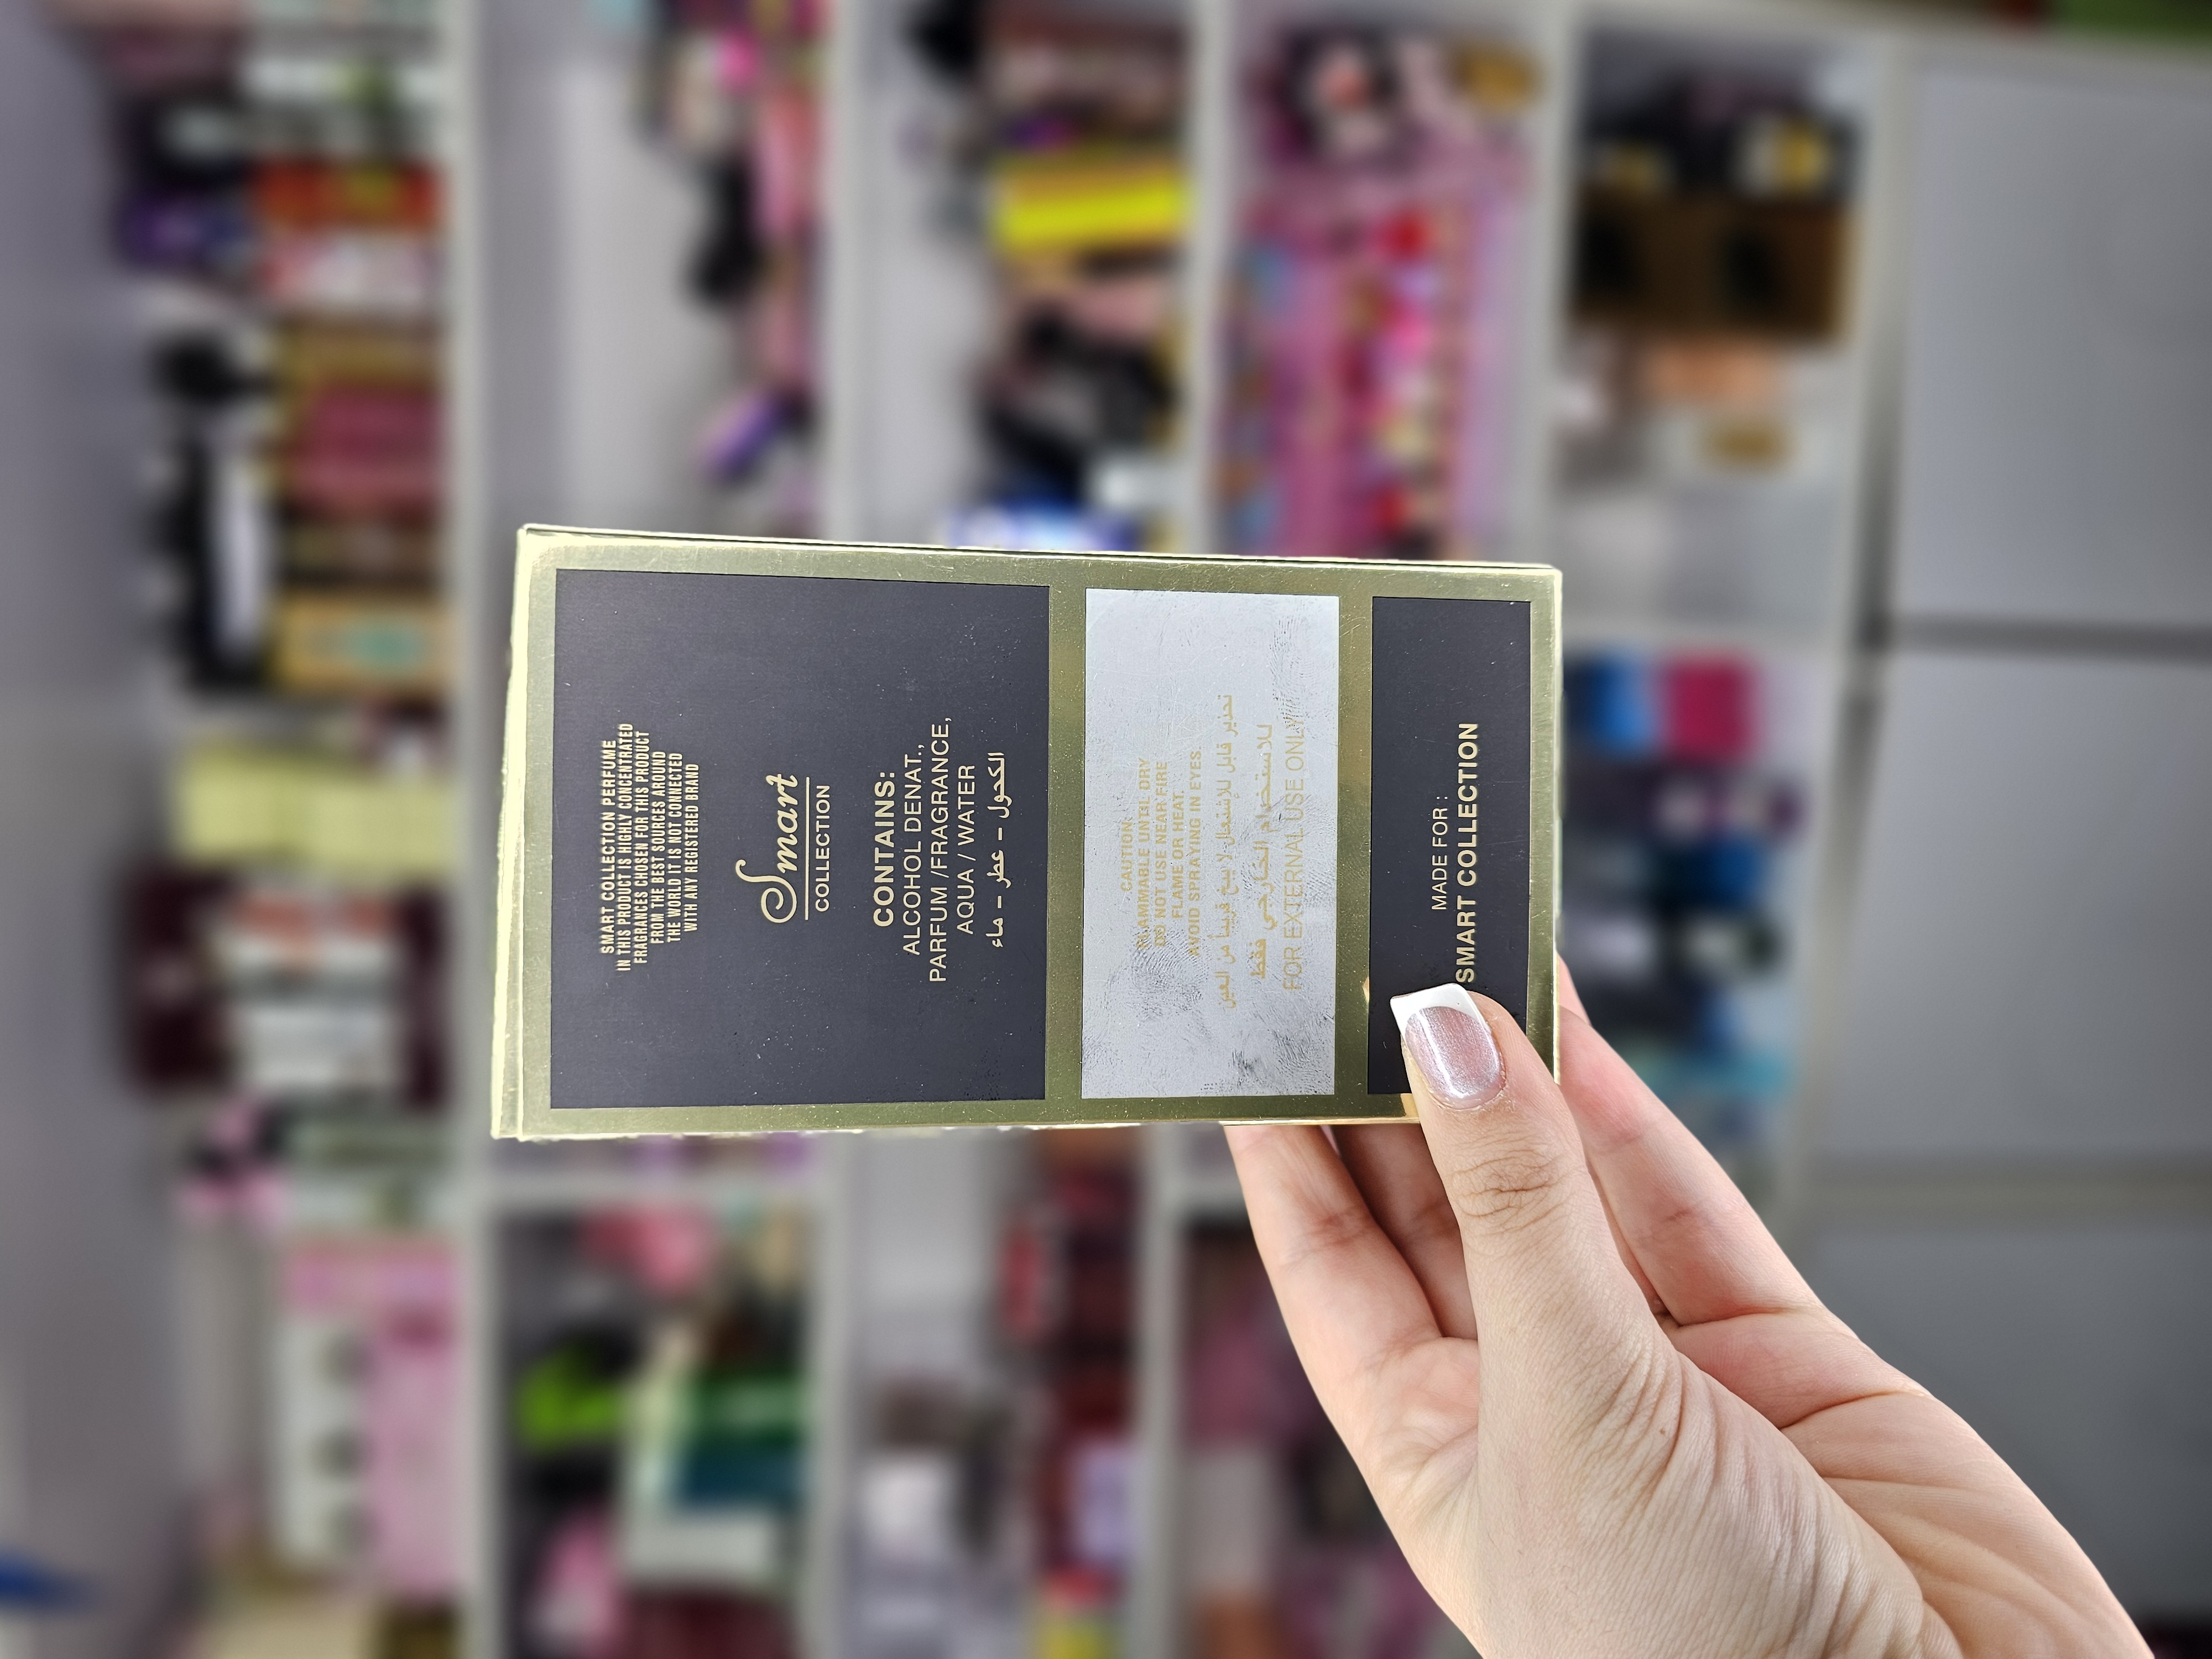 SMART COLLECTION PERFUME
IN THIS PRODUCT IS HIGHLY CONCENTRATED
FRAGRANCES CHOSEN FOR THIS PRODUCT
FROM THE BEST SOURCES AROUND
THE WORLD IT IS NOT CONNECTED
WITH ANY REGISTERED BRAND
Smart
COLLECTION
CONTAINS:
ALCOHOL DENAT.,
PARFUM /FRAGRANCE,
AQUA / WATER
الكحول - عطر - ماء
CAUTION:
FLAMMABLE UNTIL DRY
DO NOT USE NEAR FIRE
FLAME OR HEAT.
AVOID SPRAYING IN EYES
تحذير قابل للإشتعال لا يبخ قريبا من العين
للاستخدام الخارجي فقط
FOR EXTERNAL USE ONLY
MADE FOR :
SMART COLLECTION